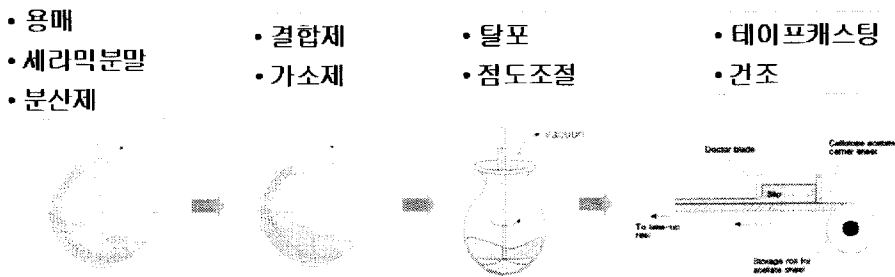 • 용매
• 세라믹분말
• 분산제
• 결합제
• 가소제
• 탈포
• 점도조절
• 테이프캐스팅
• 건조
Vacuum
Doctor blade
Cellulose acetate
carrier sheet
Slip
To take-up
reel
Storage roll for
acetate sheet